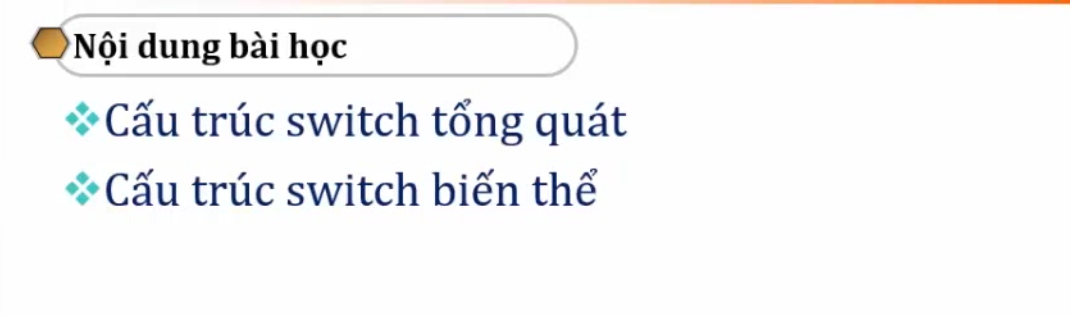 Nội dung bài học
Cấu trúc switch tổng quát
Cấu trúc switch biến thể